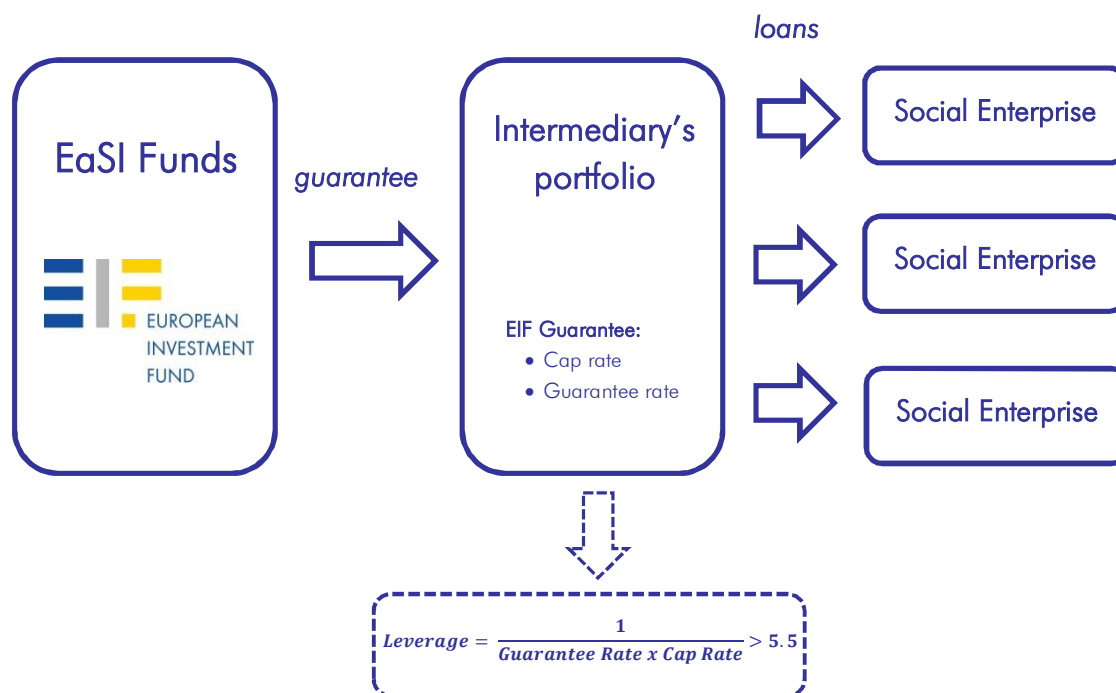 loans
EaSI Funds
EUROPEAN
INVESTMENT
FUND
guarantee
Intermediary's
portfolio
EIF Guarantee:
• Cap rate
• Guarantee rate
Social Enterprise
Social Enterprise
Social Enterprise
Leverage = 1 / Guarantee Rate x Cap Rate > 5.5